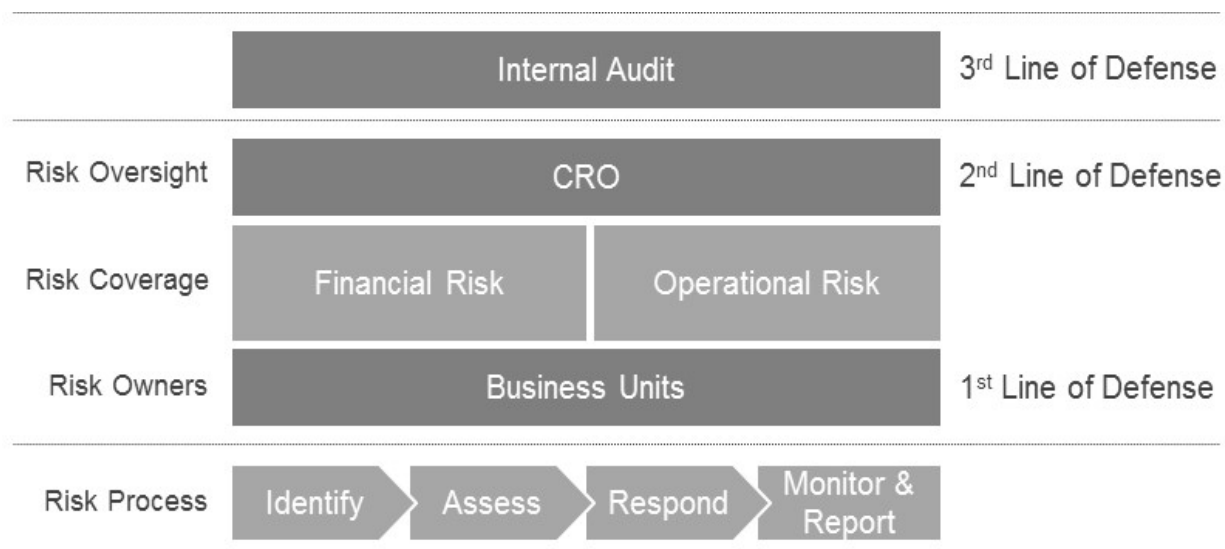 Internal Audit
3rd Line of Defense
Risk Oversight
CRO
2nd Line of Defense
Risk Coverage
Financial Risk
Operational Risk
Risk Owners
Business Units
1st Line of Defense
Risk Process
Identify
Assess
Respond
Monitor &
Report